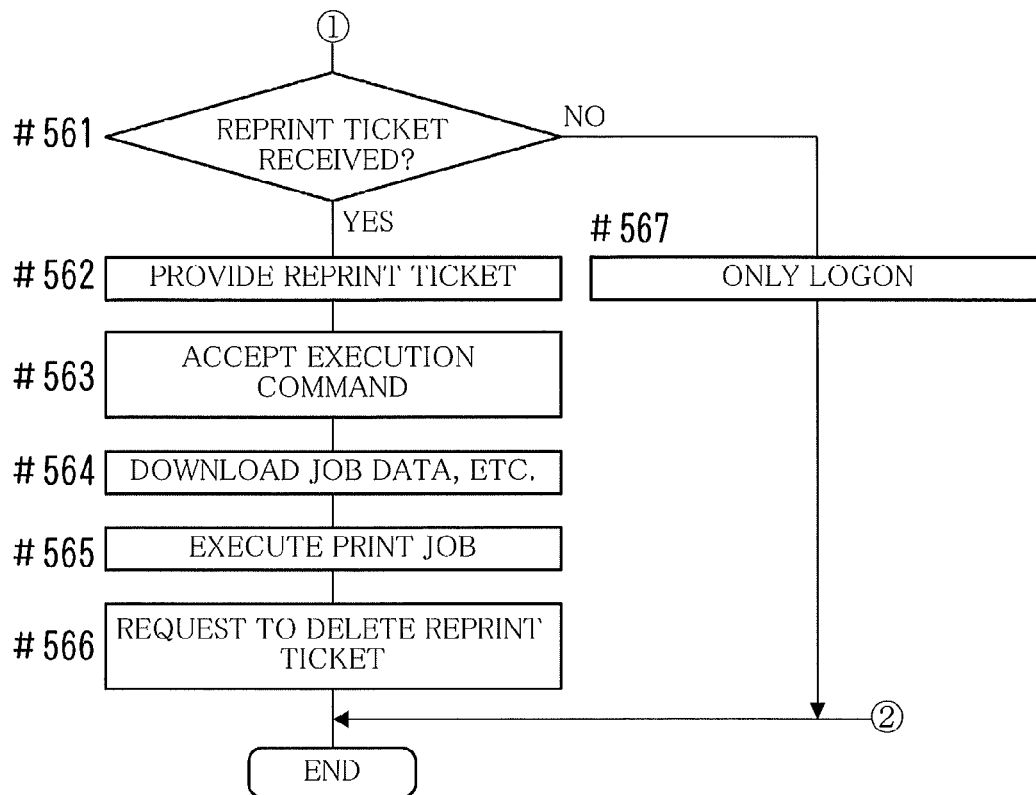 ①
#561
REPRINT TICKET
RECEIVED?
NO
YES
#567
#562
PROVIDE REPRINT TICKET
ONLY LOGON
#563
ACCEPT EXECUTION
COMMAND
#564
DOWNLOAD JOB DATA, ETC.
#565
EXECUTE PRINT JOB
#566
REQUEST TO DELETE REPRINT
TICKET
②
END